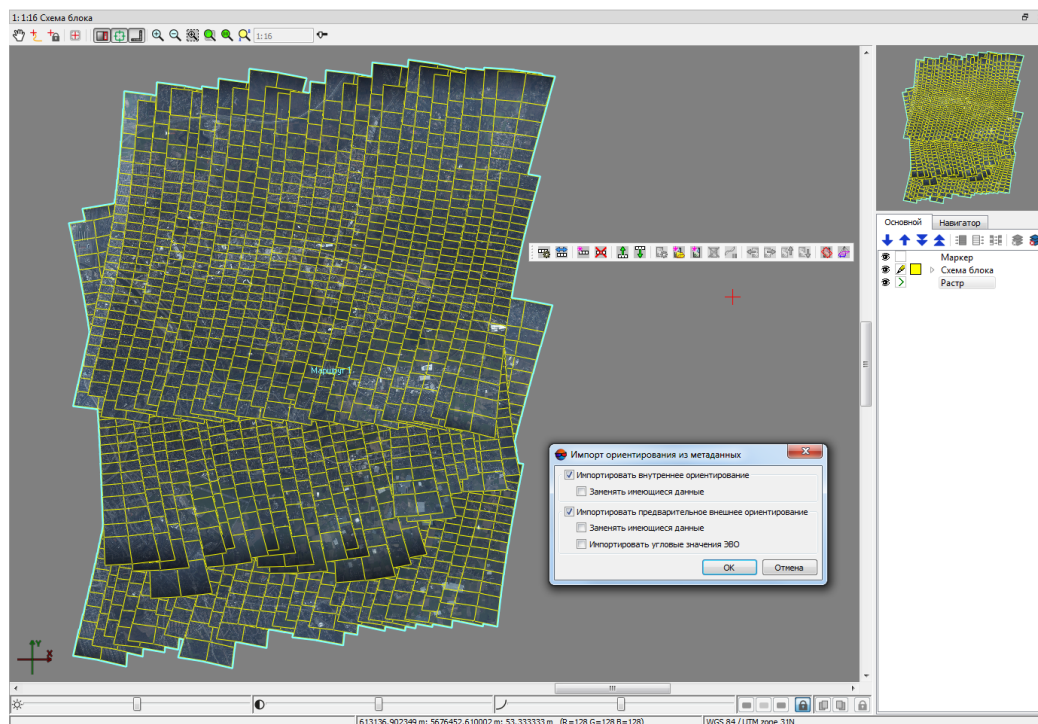 1: 1:16 Схема блока
1:16
Маршрут 1
Основной
Навигатор
Маркер
Схема блока
Растр
Импорт ориентирования из метаданных
Импортировать внутреннее ориентирование
Заменять имеющиеся данные
Импортировать предварительное внешнее ориентирование
Заменять имеющиеся данные
Импортировать угловые значения ЭВО
OK
Отмена
Y
X
613136.902349 m; 5676452.610002 m; 53.333333 m (R=128 G=128 B=128)
WGS 84 / UTM zone 31N